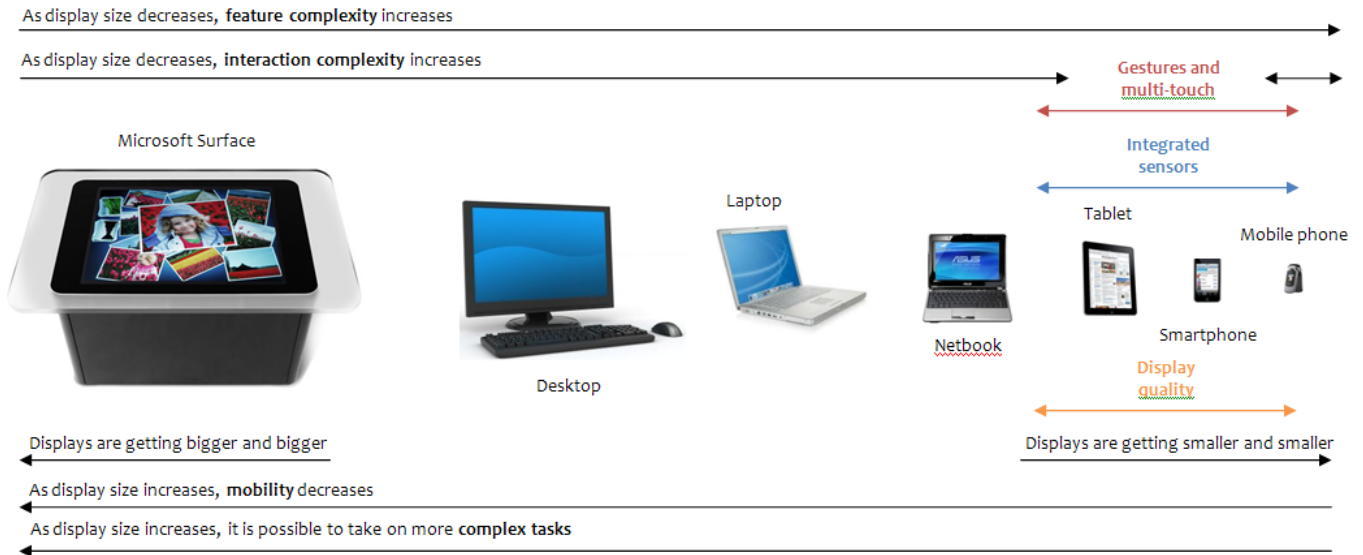 As display size decreases, feature complexity increases
As display size decreases, interaction complexity increases
Gestures and
multi-touch
Microsoft Surface
Integrated
sensors
Laptop
Tablet
Mobile phone
ASUS
Smartphone
Netbook
Display
quality
Desktop
Displays are getting bigger and bigger
Displays are getting smaller and smaller
As display size increases, mobility decreases
As display size increases, it is possible to take on more complex tasks